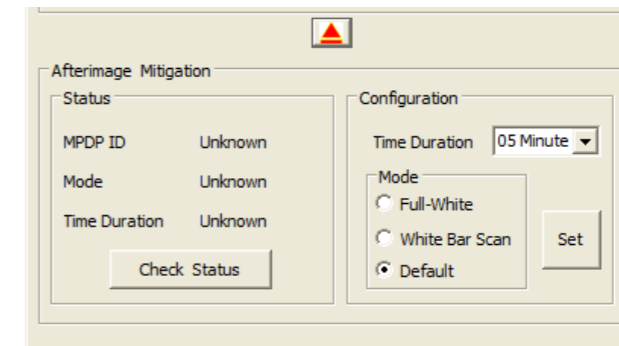 Afterimage Mitigation
Status
MPDP ID Unknown
Mode Unknown
Time Duration Unknown
Check Status
Configuration
Time Duration 05 Minute
Mode
Full-White
White Bar Scan
Default
Set